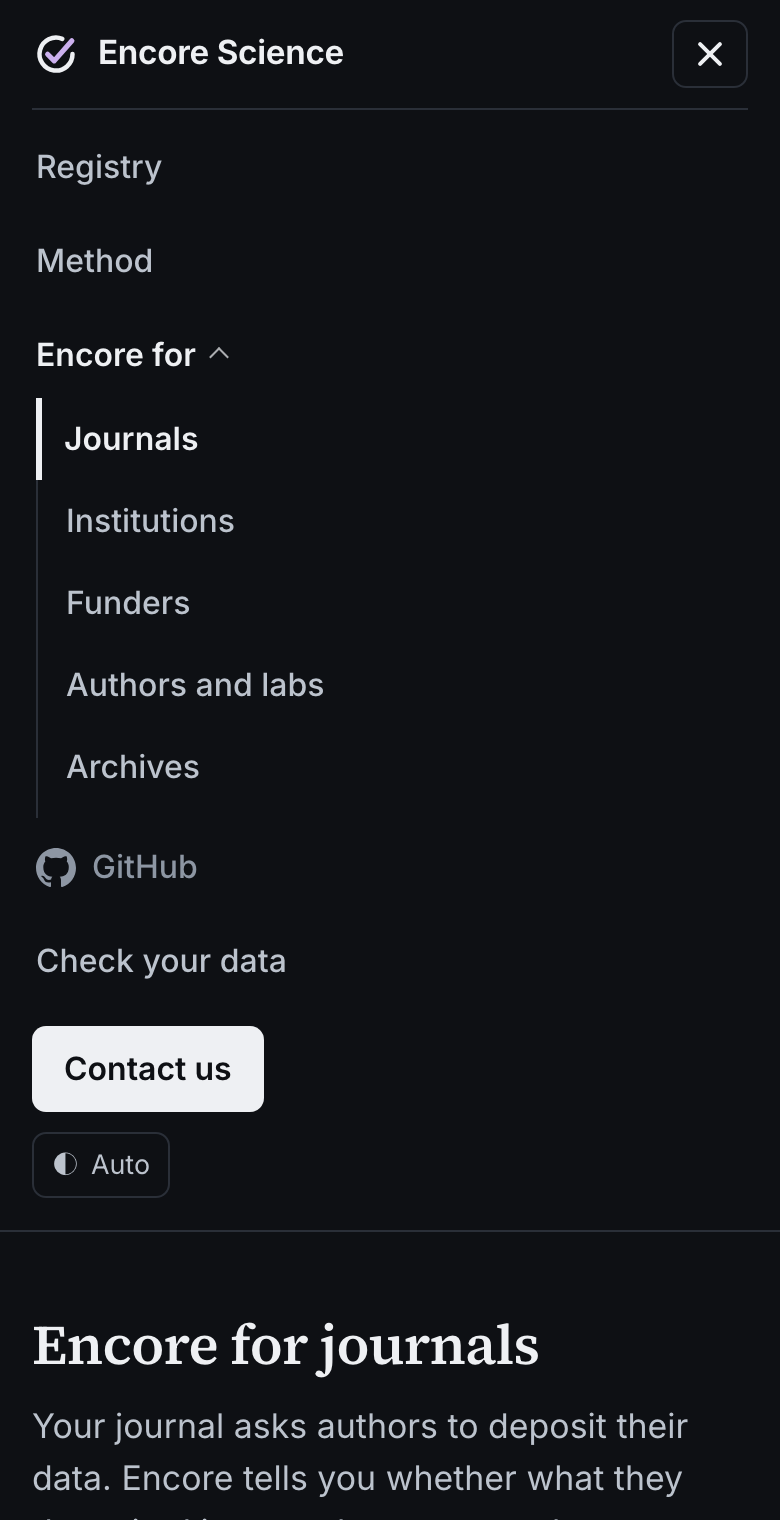 Encore Science
Registry
Method
Encore for
Journals
Institutions
Funders
Authors and labs
Archives
GitHub
Check your data
Contact us
Auto
Encore for journals
Your journal asks authors to deposit their
data. Encore tells you whether what they